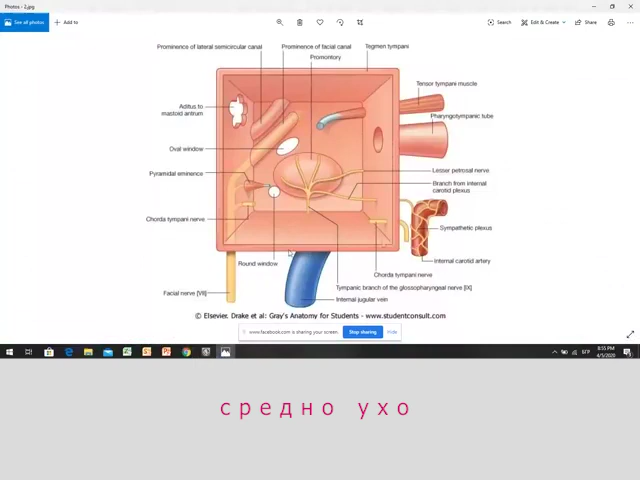 Photos - 2.jpg
See all photos
+ Add to
Search
Edit & Create
Share
Prominence of lateral semicircular canal
Prominence of facial canal
Tegmen tympani
Promontory
Tensor tympani muscle
Aditus to
mastoid antrum
Pharyngotympanic tube
Oval window
Pyramidal eminence
Lesser petrosal nerve
Branch from internal
carotid plexus
Chorda tympani nerve
Sympathetic plexus
Round window
Internal carotid artery
Chorda tympani nerve
Tympanic branch of the glossopharyngeal nerve [IX]
Facial nerve [VII]
Internal jugular vein
© Elsevier. Drake et al: Gray's Anatomy for Students - www.studentconsult.com
www.facebook.com is sharing your screen.
Stop sharing
Hide
БГР
8:55 PM
4/5/2020
средно ухо